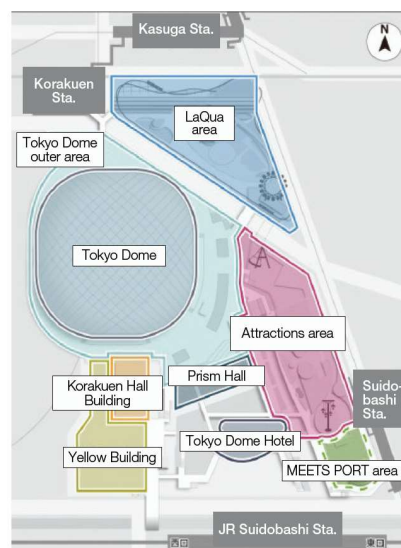 Kasuga Sta.
N
Korakuen
Sta.
LaQua
area
Tokyo Dome
outer area
Tokyo Dome
Attractions area
Prism Hall
Korakuen Hall
Building
Suido-
bashi
Sta.
Tokyo Dome Hotel
Yellow Building
MEETS PORT area
JR Suidobashi Sta.